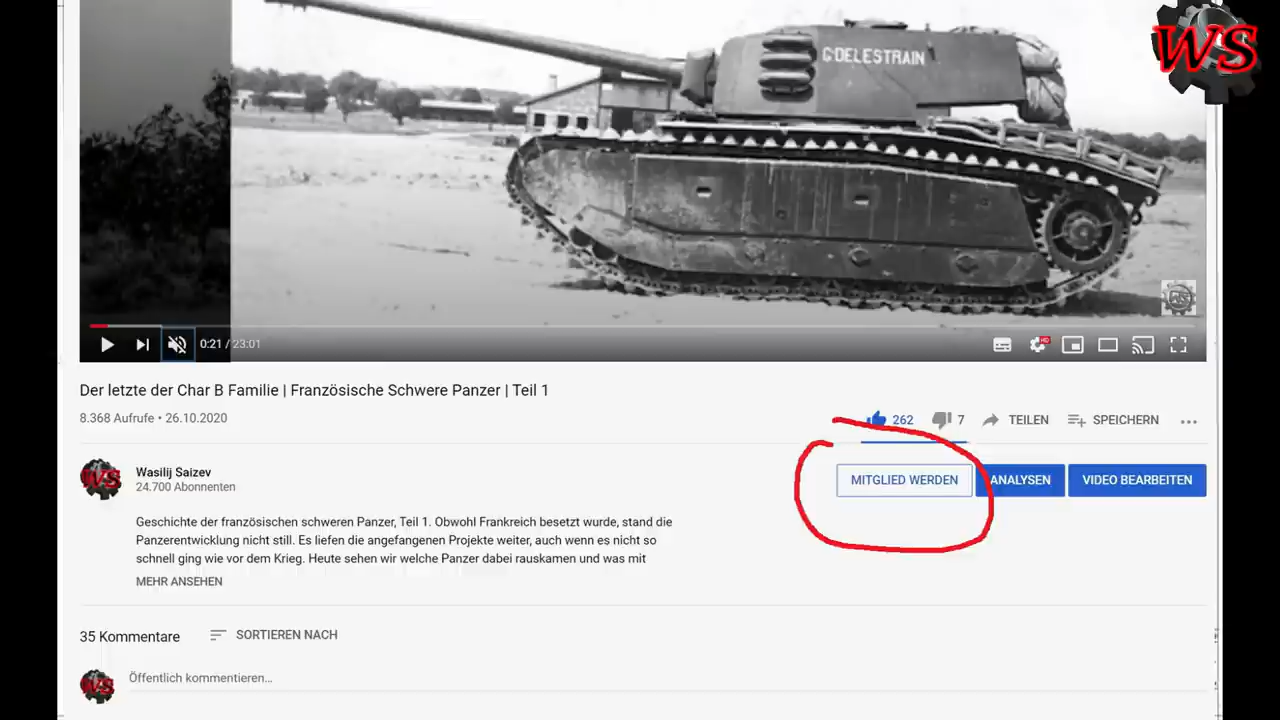 WS
G·DELESTRAIN
HD
0:21 / 23:01
Der letzte der Char B Familie | Französische Schwere Panzer | Teil 1
8.368 Aufrufe • 26.10.2020
262
7
TEILEN
SPEICHERN
WS
Wasilij Saizev
24.700 Abonnenten
MITGLIED WERDEN
ANALYSEN
VIDEO BEARBEITEN
Geschichte der französischen schweren Panzer, Teil 1. Obwohl Frankreich besetzt wurde, stand die
Panzerentwicklung nicht still. Es liefen die angefangenen Projekte weiter, auch wenn es nicht so
schnell ging wie vor dem Krieg. Heute sehen wir welche Panzer dabei rauskamen und was mit
MEHR ANSEHEN
35 Kommentare
SORTIEREN NACH
WS
Öffentlich kommentieren...